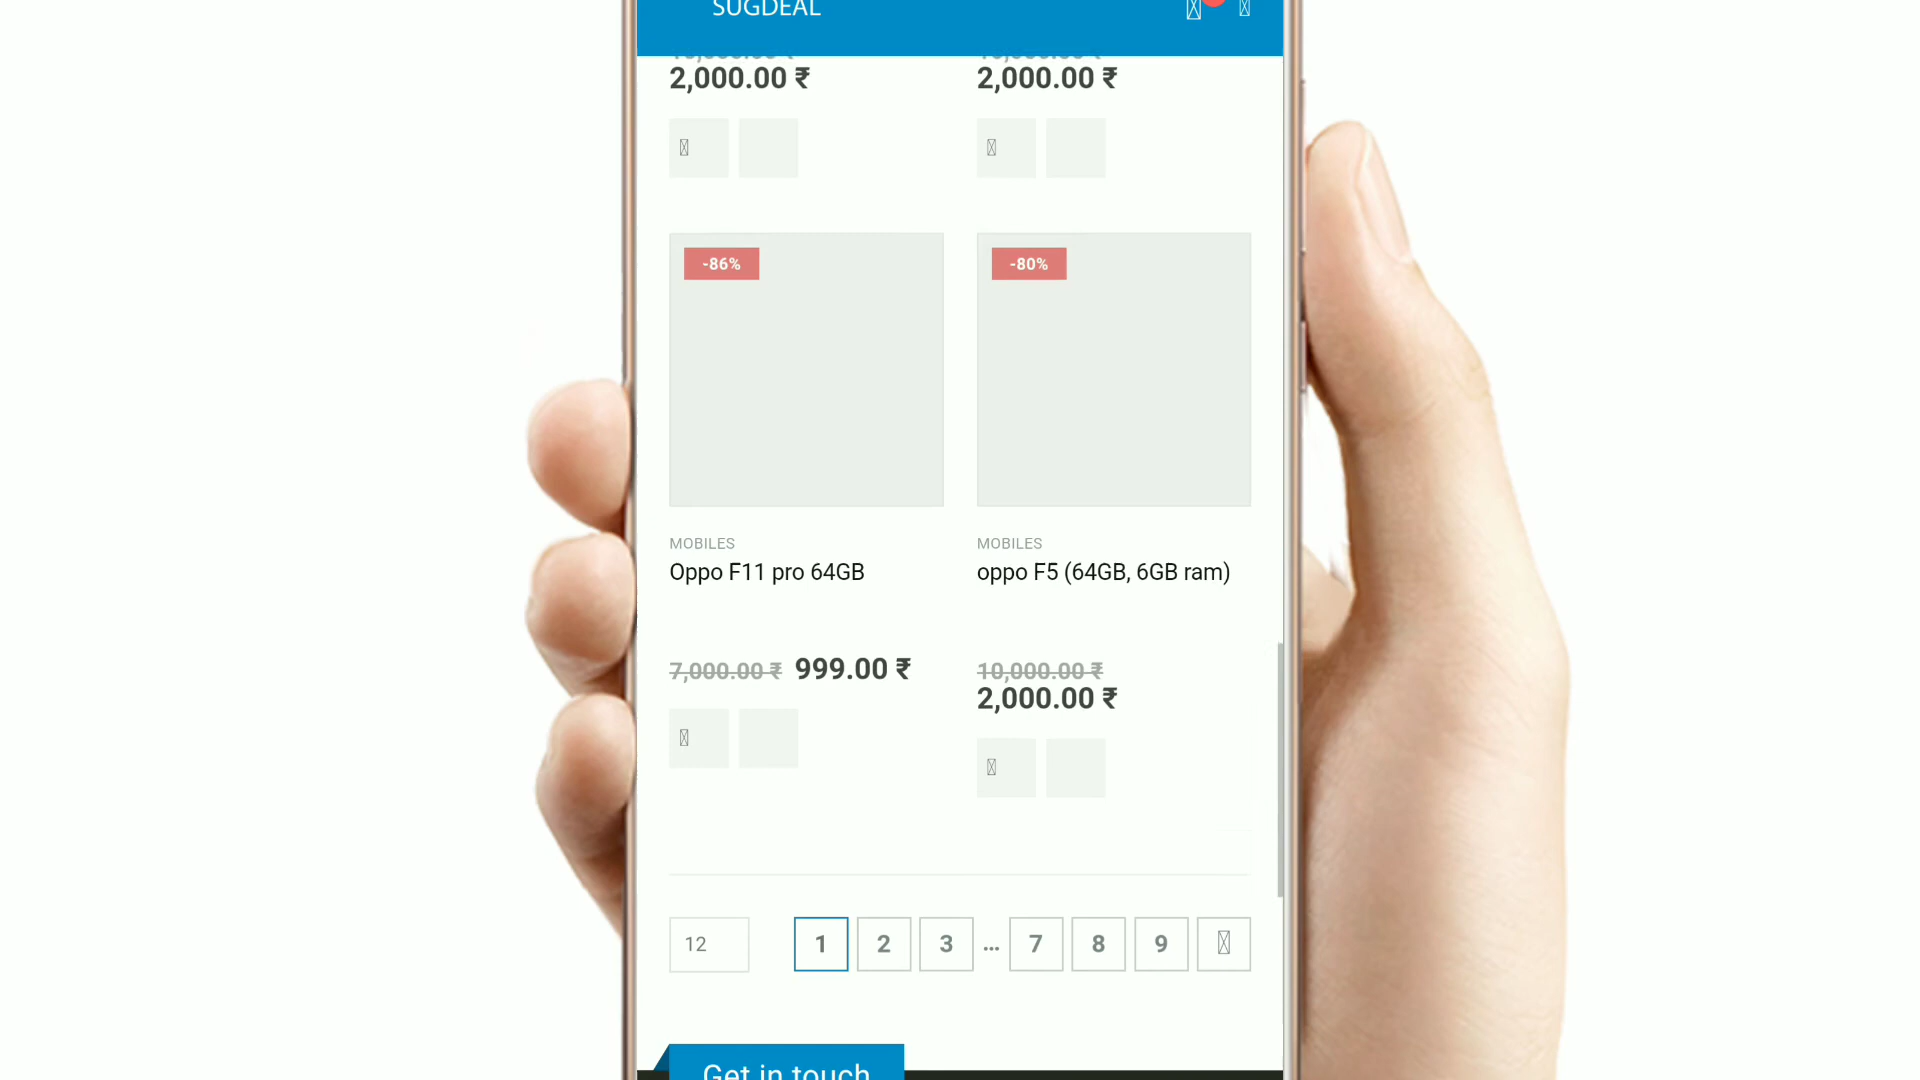 SUGDEAL
2,000.00 ₹
2,000.00 ₹
-86%
-80%
MOBILES
MOBILES
Oppo F11 pro 64GB
oppo F5 (64GB, 6GB ram)
7,000.00 ₹ 999.00 ₹
10,000.00 ₹
2,000.00 ₹
12
1 2 3 ... 7 8 9
Get in touch